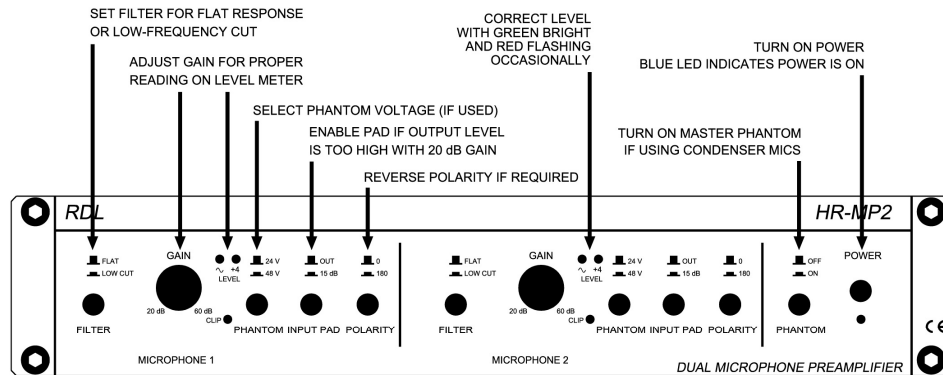 SET FILTER FOR FLAT RESPONSE
OR LOW-FREQUENCY CUT
ADJUST GAIN FOR PROPER
READING ON LEVEL METER
SELECT PHANTOM VOLTAGE (IF USED)
ENABLE PAD IF OUTPUT LEVEL
IS TOO HIGH WITH 20 dB GAIN
REVERSE POLARITY IF REQUIRED
CORRECT LEVEL
WITH GREEN BRIGHT
AND RED FLASHING
OCCASIONALLY
TURN ON POWER
BLUE LED INDICATES POWER IS ON
TURN ON MASTER PHANTOM
IF USING CONDENSER MICS
RDL
HR-MP2
FLAT
LOW CUT
FILTER
GAIN
20 dB
60 dB
+4
LEVEL
CLIP
24 V
48 V
PHANTOM
OUT
15 dB
INPUT PAD
0
180
POLARITY
MICROPHONE 1
FLAT
LOW CUT
FILTER
GAIN
20 dB
60 dB
+4
LEVEL
CLIP
24 V
48 V
PHANTOM
OUT
15 dB
INPUT PAD
0
180
POLARITY
MICROPHONE 2
OFF
ON
PHANTOM
POWER
CE
DUAL MICROPHONE PREAMPLIFIER